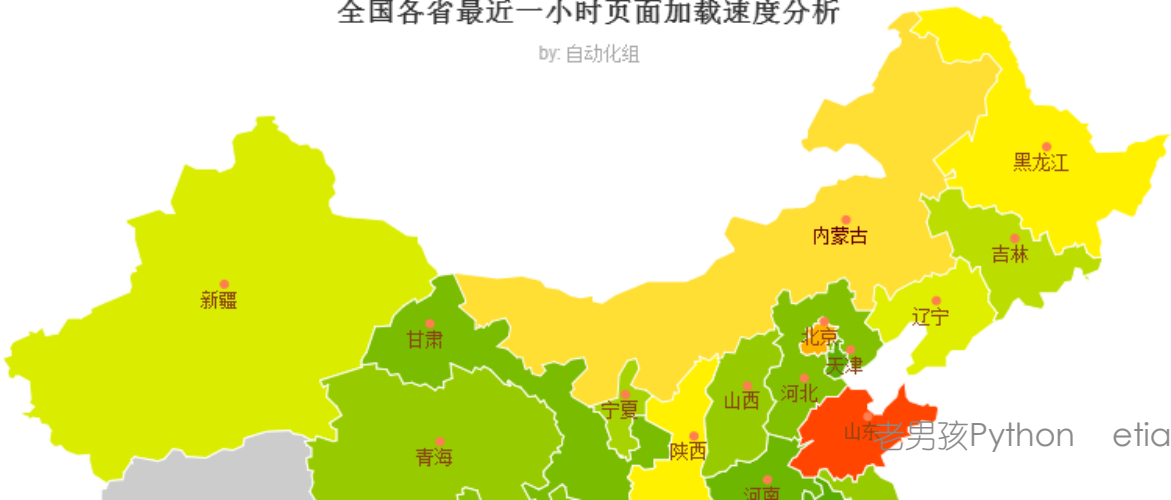 全国各省最近一小时页面加载速度分析
by: 自动化组
黑龙江
内蒙古
吉林
新疆
辽宁
北京
甘肃
天津
河北
山西
宁夏
山东
老男孩Python etia
陕西
青海
河南